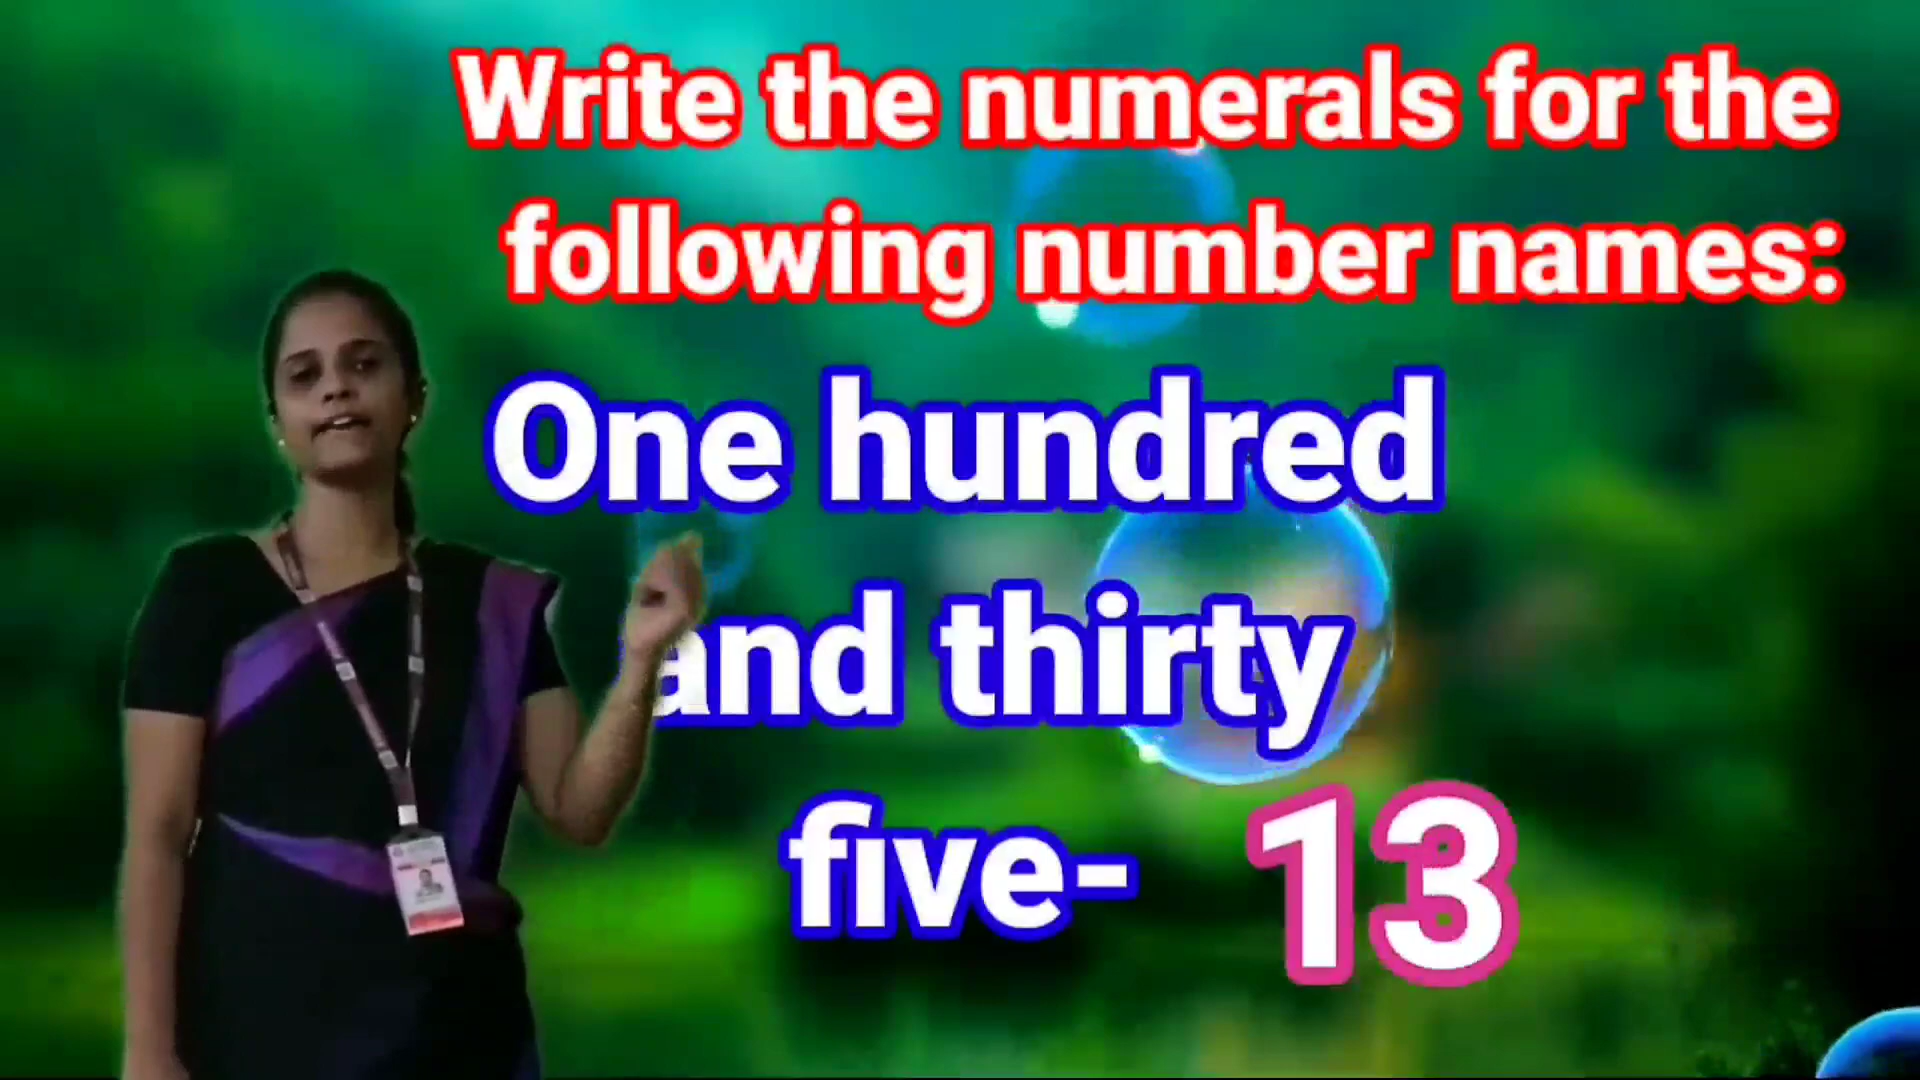 Write the numerals for the
following number names:
One hundred
and thirty
five- 13